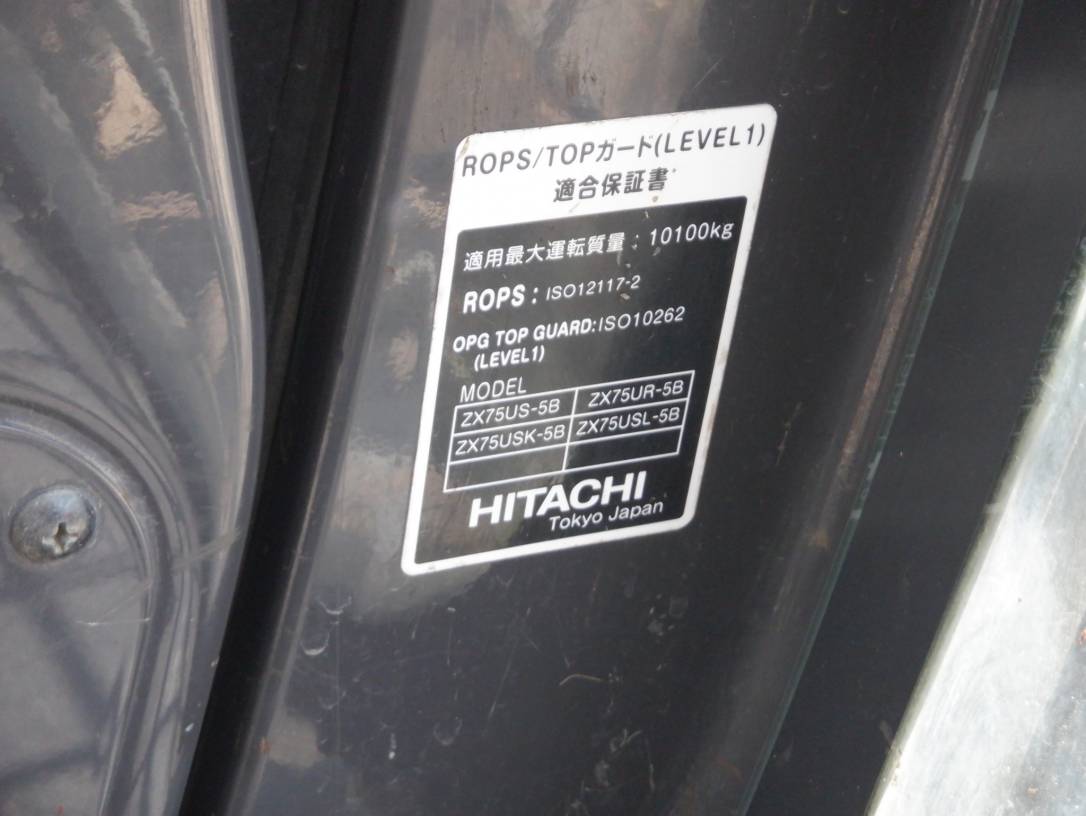 ROPS/TOPガード(LEVEL1)
適合保証書
適用最大運転質量：10100kg
ROPS：ISO12117-2
OPG TOP GUARD:ISO10262
(LEVEL1)
MODEL
ZX75US-5B ZX75UR-5B
ZX75USK-5B ZX75USL-5B
HITACHI
Tokyo Japan